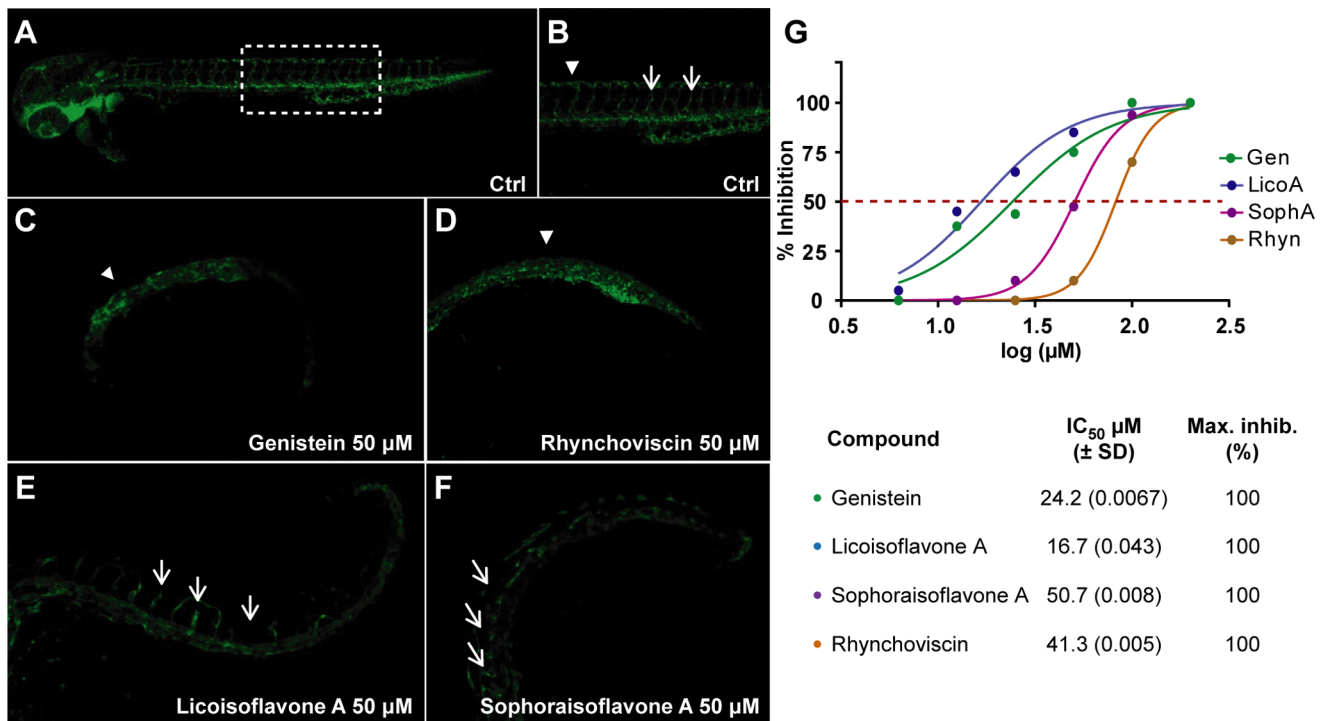 A
Ctrl
B
Ctrl
C
Genistein 50 µM
D
Rhynchoviscin 50 µM
E
Licoisoflavone A 50 µM
F
Sophoraisoflavone A 50 µM
G
% Inhibition
100
75
50
25
0
0.5 1.0 1.5 2.0 2.5
log (µM)
Gen
LicoA
SophA
Rhyn
Compound IC50 µM (± SD) Max. inhib. (%)
Genistein 24.2 (0.0067) 100
Licoisoflavone A 16.7 (0.043) 100
Sophoraisoflavone A 50.7 (0.008) 100
Rhynchoviscin 41.3 (0.005) 100